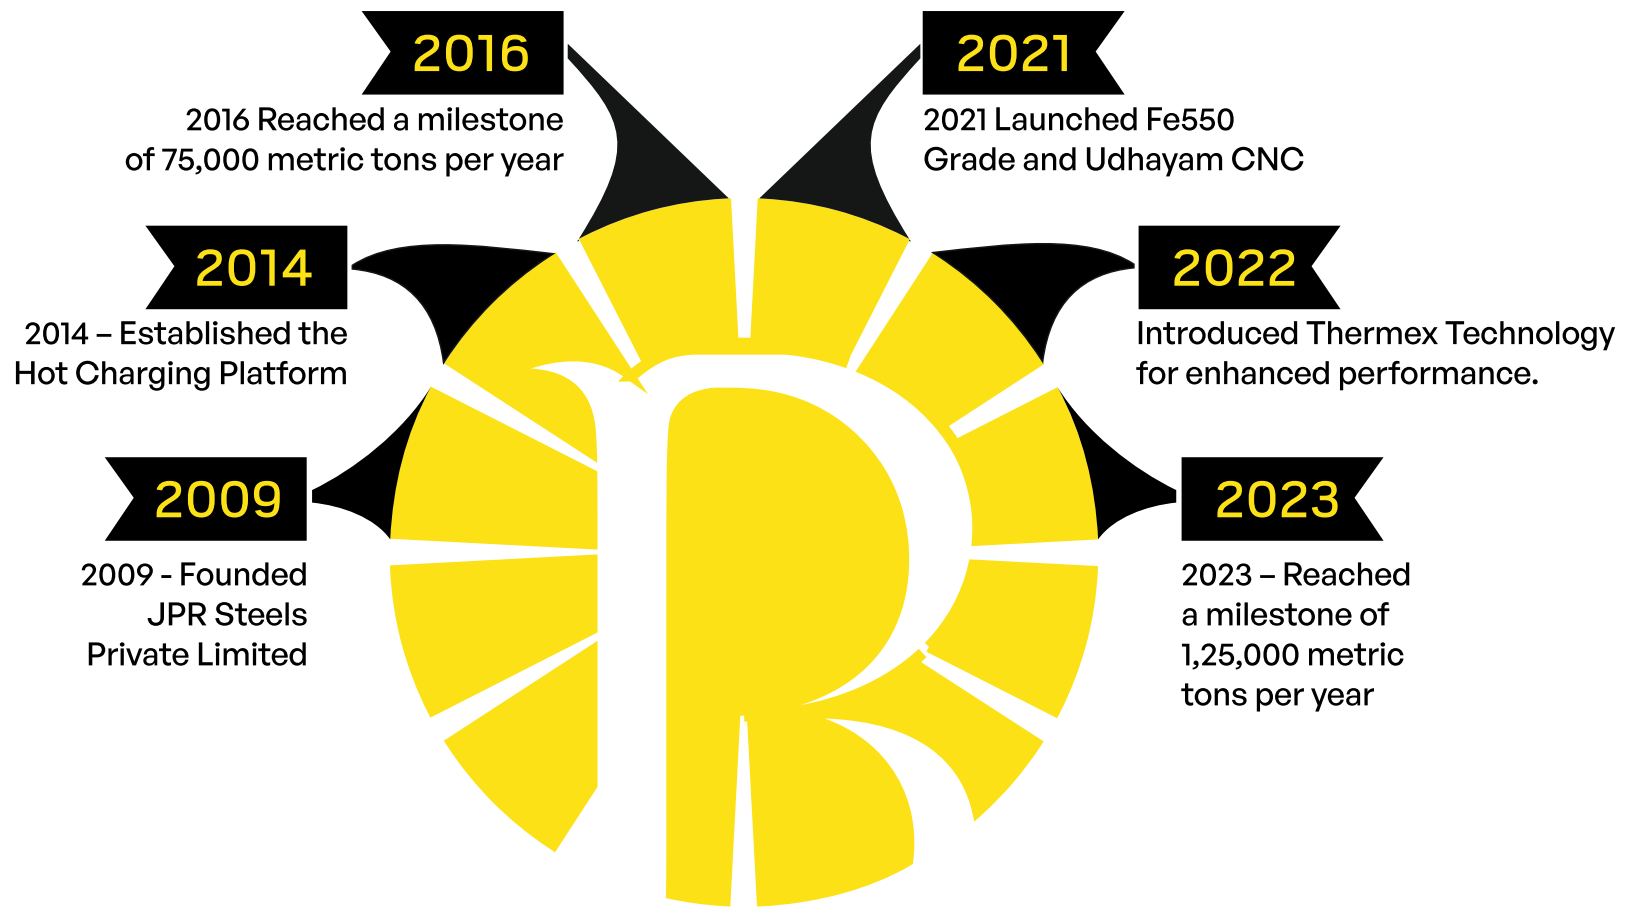 2016
2016 Reached a milestone
of 75,000 metric tons per year
2021
2021 Launched Fe550
Grade and Udhayam CNC
2014
2014 – Established the
Hot Charging Platform
2022
Introduced Thermex Technology
for enhanced performance.
2009
2009 - Founded
JPR Steels
Private Limited
2023
2023 – Reached
a milestone of
1,25,000 metric
tons per year
R